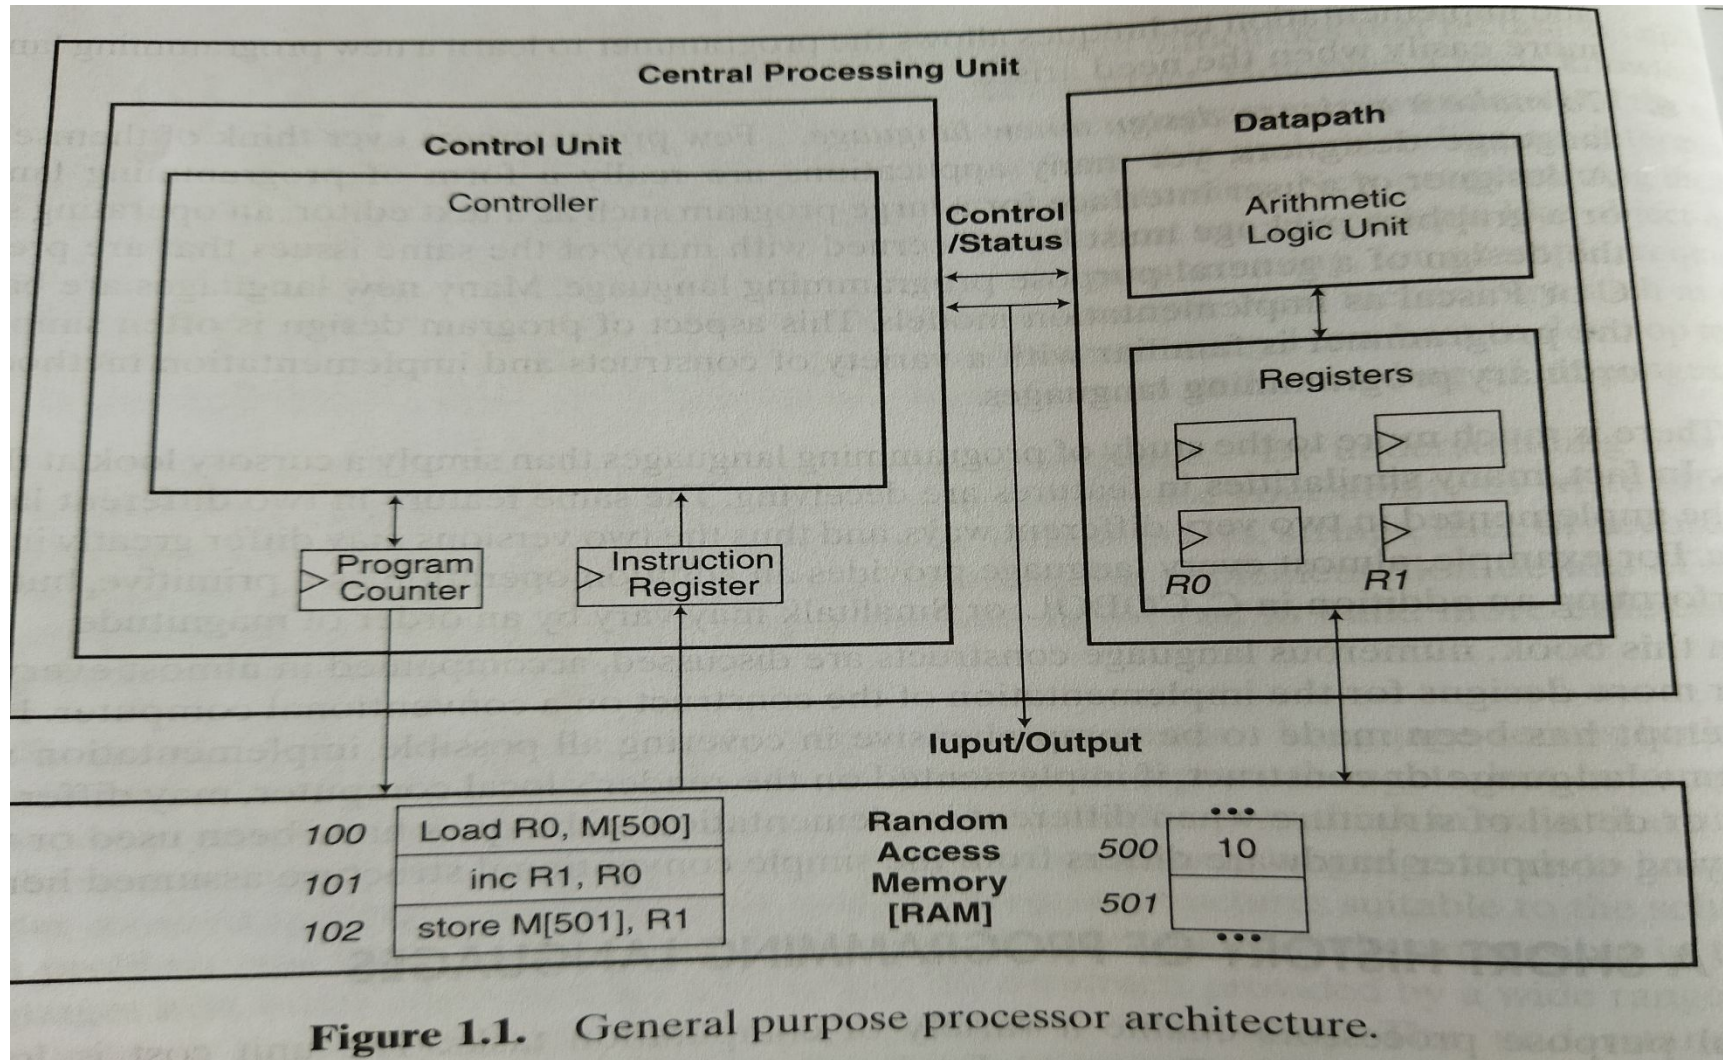 Central Processing Unit
Control Unit
Controller
Control
/Status
Datapath
Arithmetic
Logic Unit
Registers
R0
R1
Program
Counter
Instruction
Register
Iuput/Output
100 Load R0, M[500]
101 inc R1, R0
102 store M[501], R1
Random
Access
Memory
[RAM]
•••
500 10
501
•••
Figure 1.1. General purpose processor architecture.